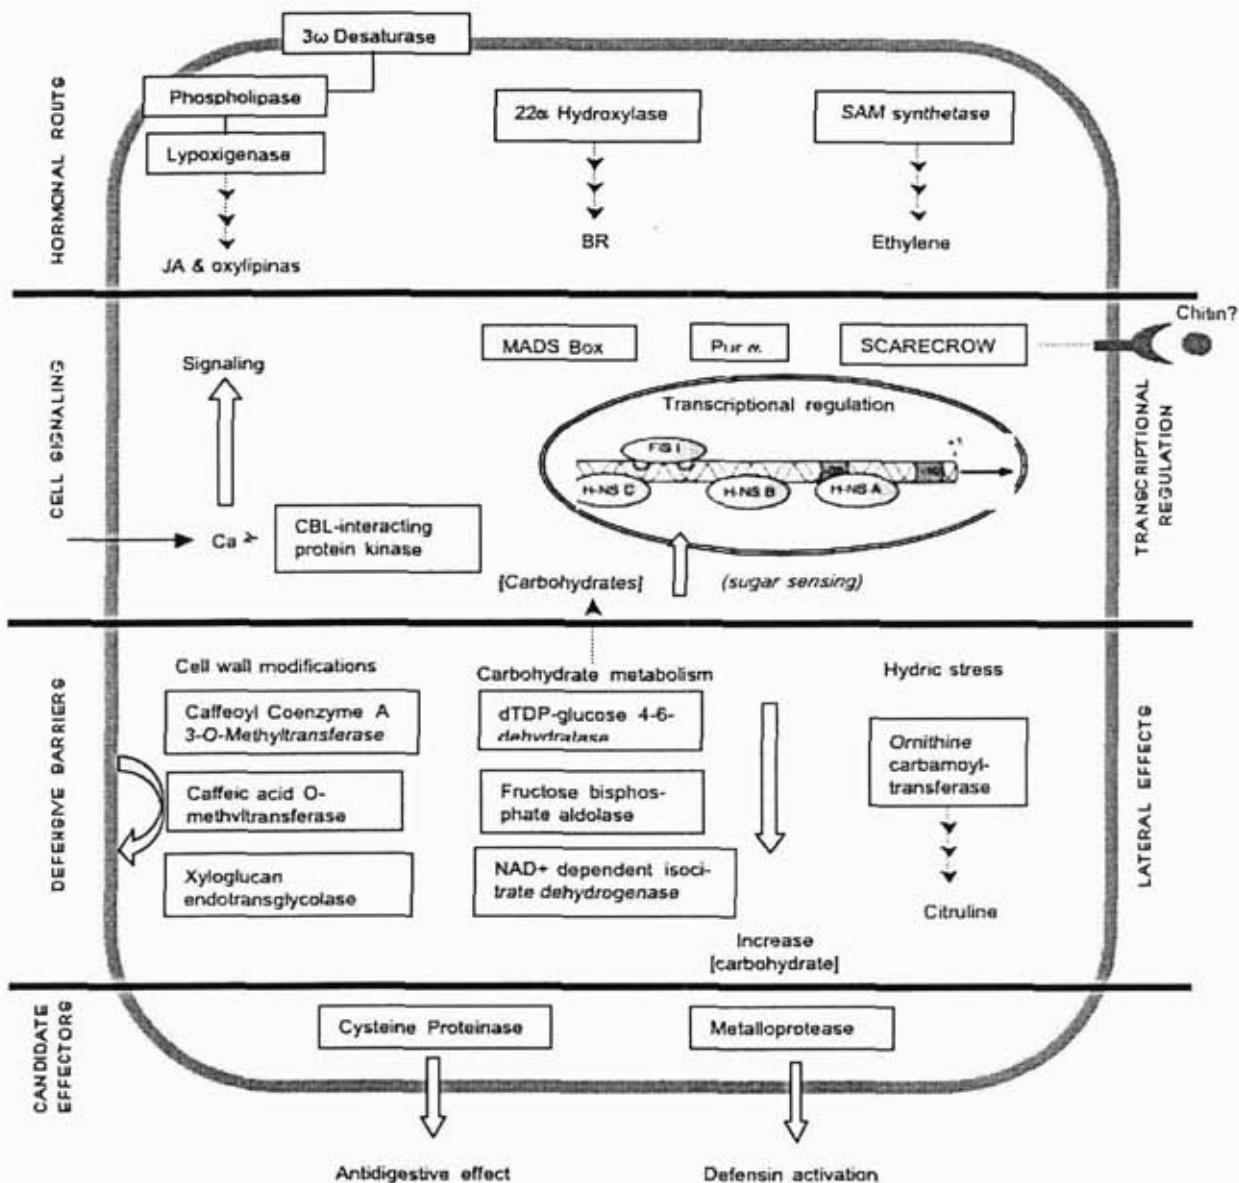 3ω Desaturase
HORMONAL ROUTS
Phospholipase
Lypoxigenase
JA & oxylipinas
22α Hydroxylase
BR
SAM synthetase
Ethylene
CELL SIGNALING
Signaling
Ca
CBL-interacting
protein kinase
MADS Box
Pur α
SCARECROW
Chitin?
TRANSCRIPTIONAL
REGULATION
Transcriptional regulation
FIS I
H-NS C
H-NS B
H-NS A
+1
[Carbohydrates]
(sugar sensing)
DEFENSIVE BARRIERS
Cell wall modifications
Caffeoyl Coenzyme A
3-O-Methyltransferase
Caffeic acid O-
methyltransferase
Xyloglucan
endotransglycolase
Carbohydrate metabolism
dTDP-glucose 4-6-
dehydratase
Fructose bisphos-
phate aldolase
NAD+ dependent isoci-
trate dehydrogenase
Increase
[carbohydrate]
Hydric stress
Ornithine
carbamoyl-
transferase
Citruline
LATERAL EFFECTS
CANDIDATE
EFFECTORS
Cysteine Proteinase
Antidigestive effect
Metalloprotease
Defensin activation